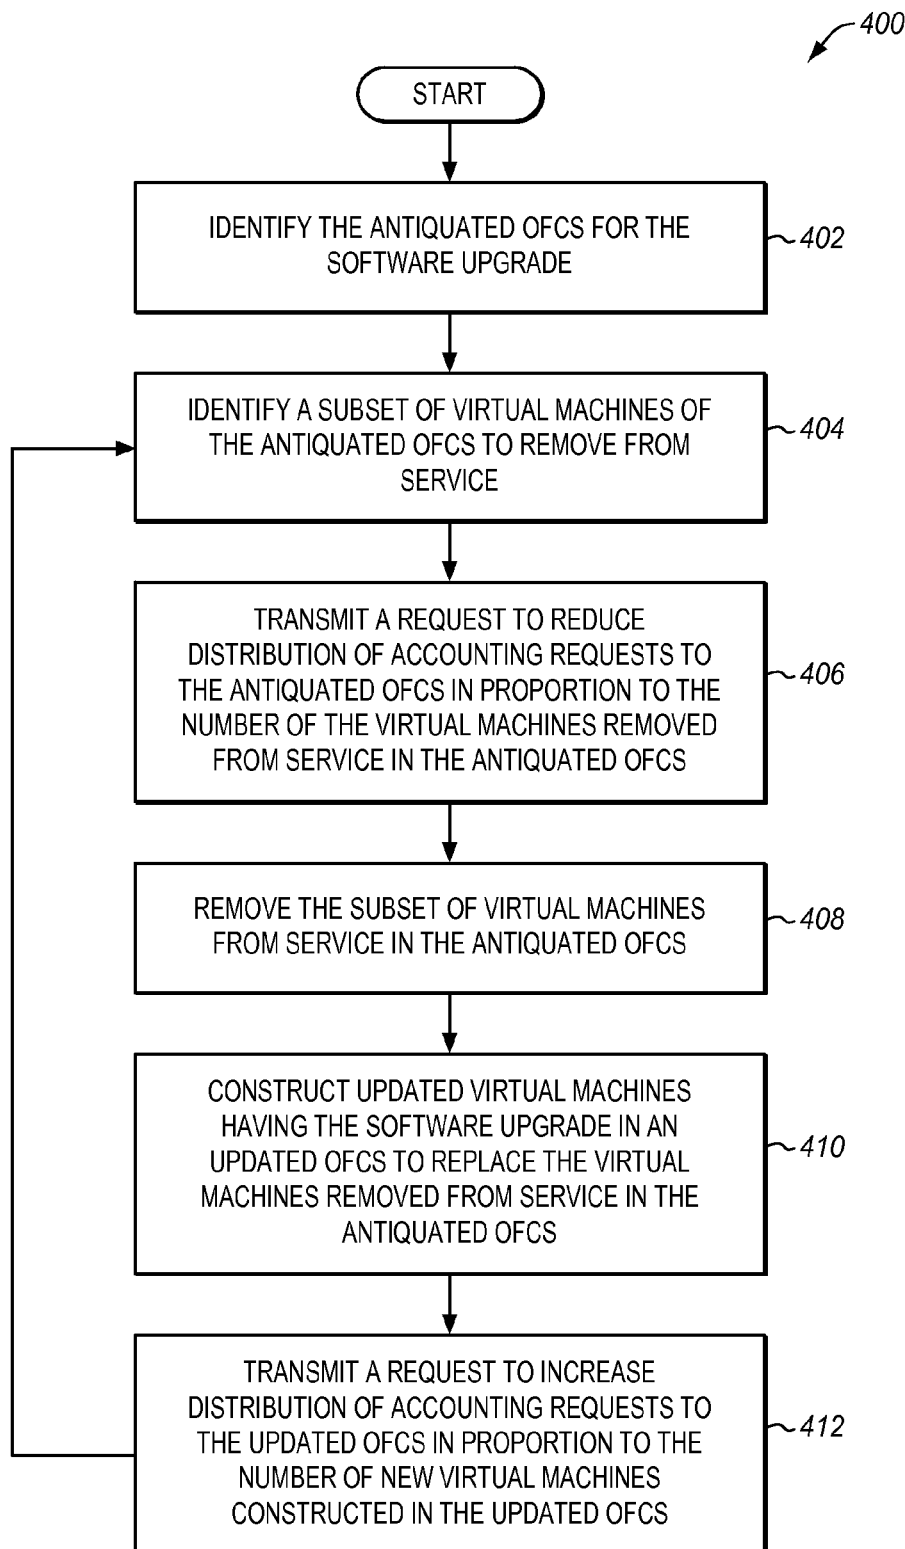 400
START
IDENTIFY THE ANTIQUATED OFCS FOR THE
SOFTWARE UPGRADE
402
IDENTIFY A SUBSET OF VIRTUAL MACHINES OF
THE ANTIQUATED OFCS TO REMOVE FROM
SERVICE
404
TRANSMIT A REQUEST TO REDUCE
DISTRIBUTION OF ACCOUNTING REQUESTS TO
THE ANTIQUATED OFCS IN PROPORTION TO THE
NUMBER OF THE VIRTUAL MACHINES REMOVED
FROM SERVICE IN THE ANTIQUATED OFCS
406
REMOVE THE SUBSET OF VIRTUAL MACHINES
FROM SERVICE IN THE ANTIQUATED OFCS
408
CONSTRUCT UPDATED VIRTUAL MACHINES
HAVING THE SOFTWARE UPGRADE IN AN
UPDATED OFCS TO REPLACE THE VIRTUAL
MACHINES REMOVED FROM SERVICE IN THE
ANTIQUATED OFCS
410
TRANSMIT A REQUEST TO INCREASE
DISTRIBUTION OF ACCOUNTING REQUESTS TO
THE UPDATED OFCS IN PROPORTION TO THE
NUMBER OF NEW VIRTUAL MACHINES
CONSTRUCTED IN THE UPDATED OFCS
412